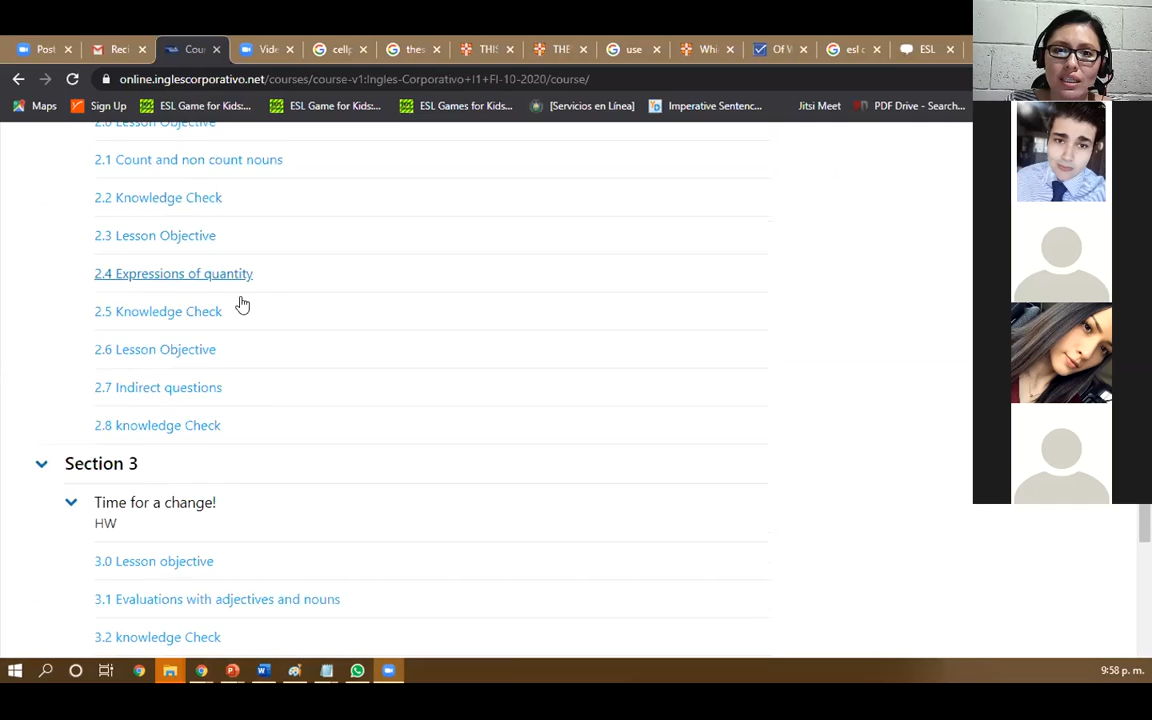 Post
Reci
Cou
Vide
cellp
thes
THIS
THE
use
Whi
Of W
esl c
ESL
online.inglescorporativo.net/courses/course-v1:Ingles-Corporativo+I1+FI-10-2020/course/
Maps
Sign Up
ESL Game for Kids:...
ESL Game for Kids:...
ESL Games for Kids...
[Servicios en Línea]
Imperative Sentenc...
Jitsi Meet
PDF Drive - Search...
2.0 Lesson Objective
2.1 Count and non count nouns
2.2 Knowledge Check
2.3 Lesson Objective
2.4 Expressions of quantity
2.5 Knowledge Check
2.6 Lesson Objective
2.7 Indirect questions
2.8 knowledge Check
Section 3
Time for a change!
HW
3.0 Lesson objective
3.1 Evaluations with adjectives and nouns
3.2 knowledge Check
9:58 p. m.